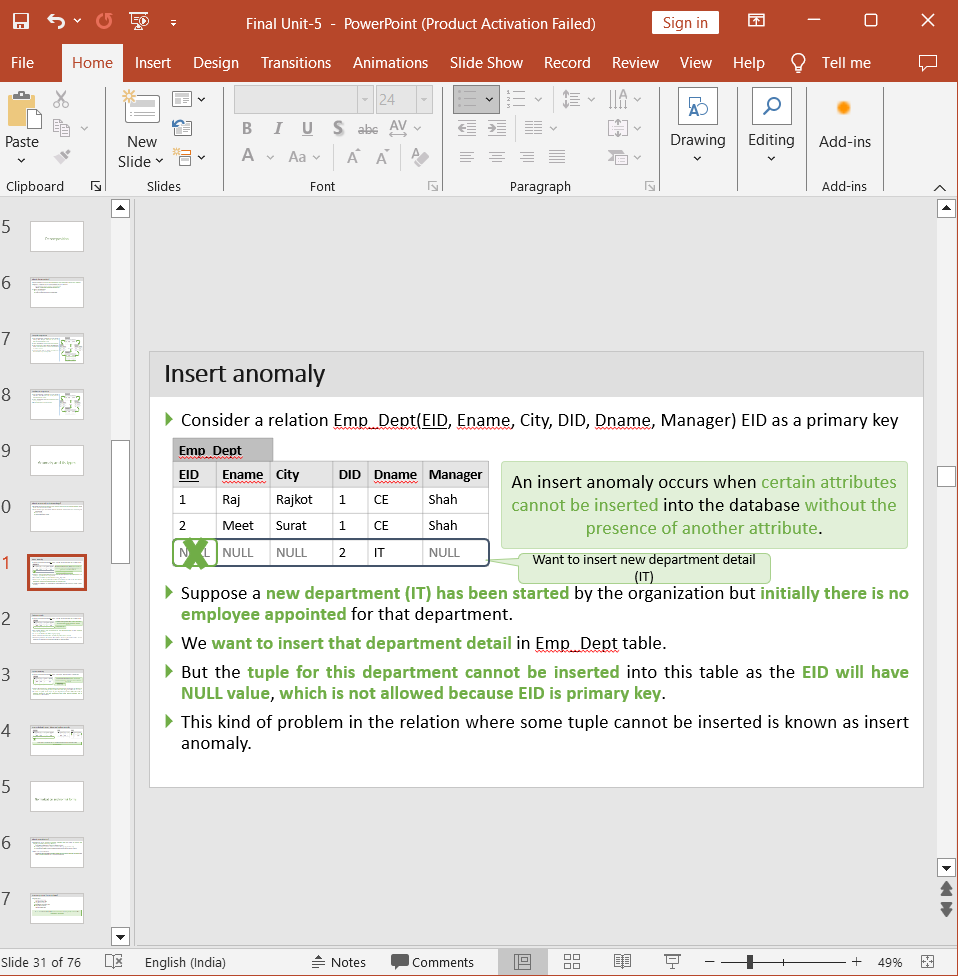 Final Unit-5 - PowerPoint (Product Activation Failed)
Sign in
File Home Insert Design Transitions Animations Slide Show Record Review View Help Tell me
24
B I U S abc AV
A Aa A A A
Paste
New
Slide
Drawing
Editing
Add-ins
Clipboard
Slides
Font
Paragraph
Add-ins
5
6
7
8
9
0
1
2
3
4
5
6
7
Insert anomaly
Consider a relation Emp_Dept(EID, Ename, City, DID, Dname, Manager) EID as a primary key
Emp_Dept
EID Ename City DID Dname Manager
1 Raj Rajkot 1 CE Shah
2 Meet Surat 1 CE Shah
NULL NULL 2 IT NULL
An insert anomaly occurs when certain attributes
cannot be inserted into the database without the
presence of another attribute.
Want to insert new department detail
(IT)
Suppose a new department (IT) has been started by the organization but initially there is no
employee appointed for that department.
We want to insert that department detail in Emp_Dept table.
But the tuple for this department cannot be inserted into this table as the EID will have
NULL value, which is not allowed because EID is primary key.
This kind of problem in the relation where some tuple cannot be inserted is known as insert
anomaly.
Slide 31 of 76
English (India)
Notes
Comments
49%